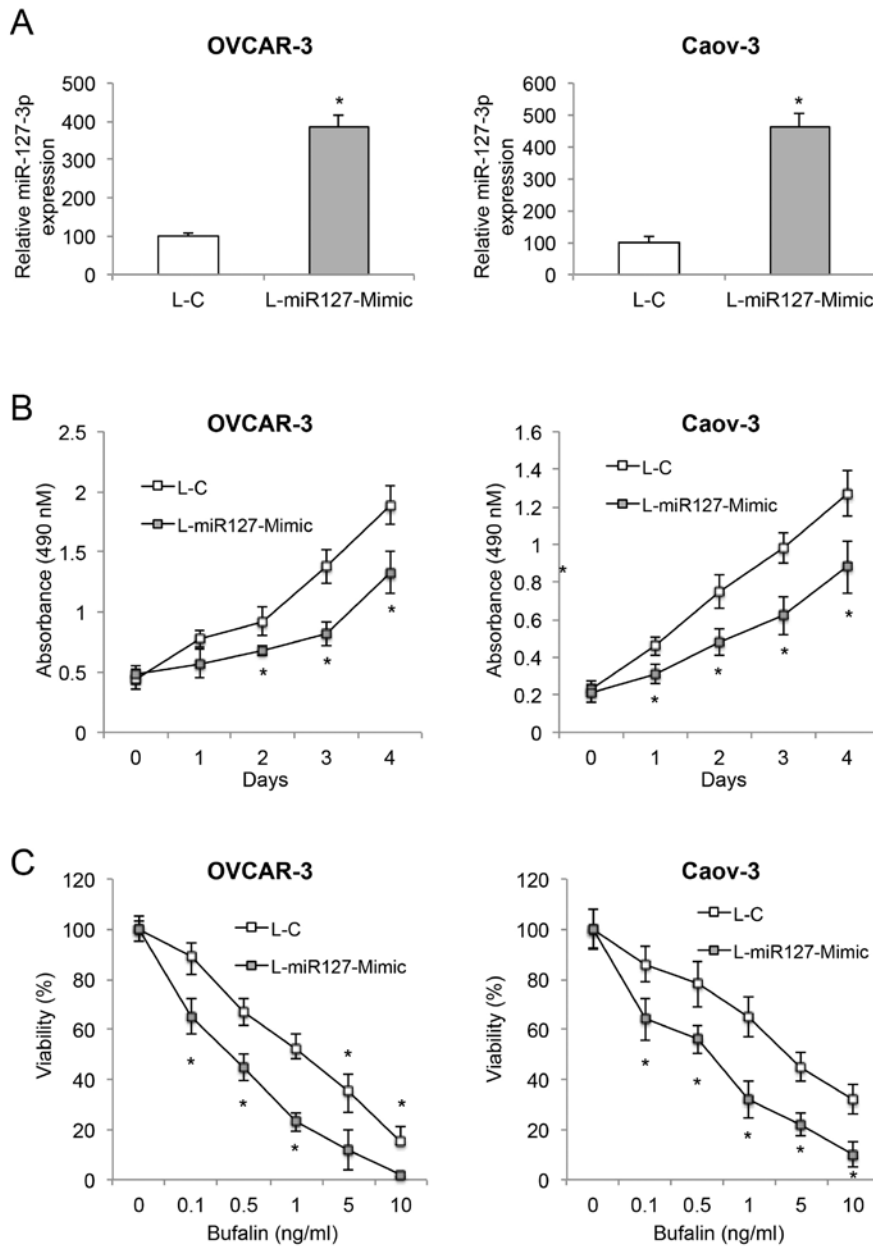 A
OVCAR-3
Relative miR-127-3p
expression
500
400
300
200
100
0
*
L-C
L-miR127-Mimic
Caov-3
Relative miR-127-3p
expression
600
500
400
300
200
100
0
*
L-C
L-miR127-Mimic
B
OVCAR-3
Absorbance (490 nM)
2.5
2
1.5
1
0.5
0
L-C
L-miR127-Mimic
* * *
0 1 2 3 4
Days
Caov-3
Absorbance (490 nM)
1.6
1.4
1.2
1
0.8
0.6
0.4
0.2
0
*
L-C
L-miR127-Mimic
* * * *
0 1 2 3 4
Days
C
OVCAR-3
Viability (%)
120
100
80
60
40
20
0
L-C
L-miR127-Mimic
* * * * *
0 0.1 0.5 1 5 10
Bufalin (ng/ml)
Caov-3
Viability (%)
120
100
80
60
40
20
0
L-C
L-miR127-Mimic
* * * * *
0 0.1 0.5 1 5 10
Bufalin (ng/ml)